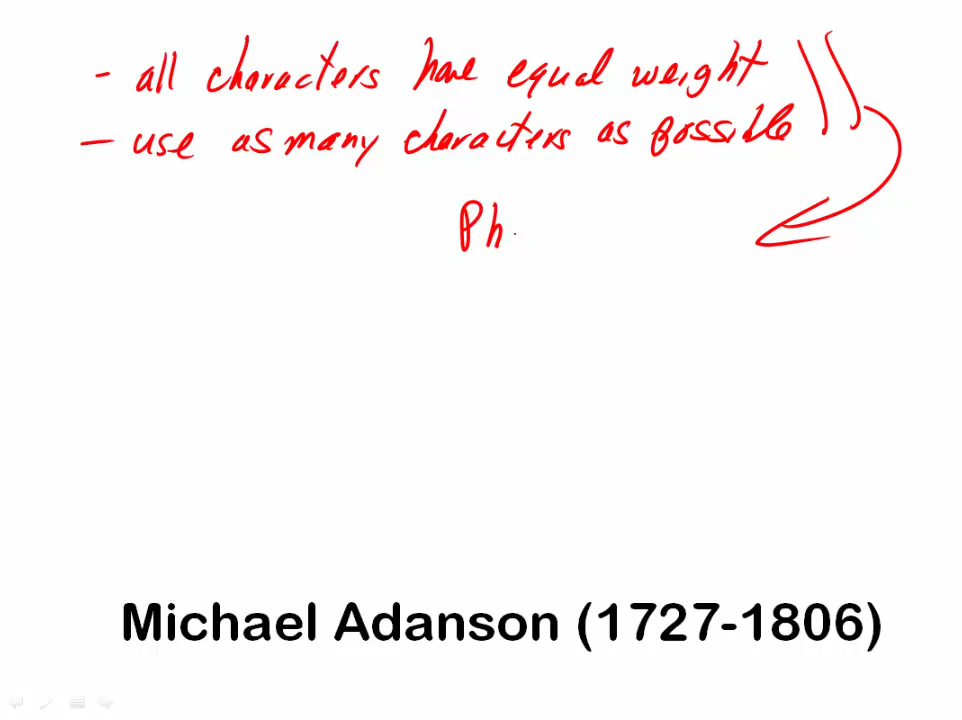 - all characters have equal weight
- use as many characters as possible
Ph
Michael Adanson (1727-1806)